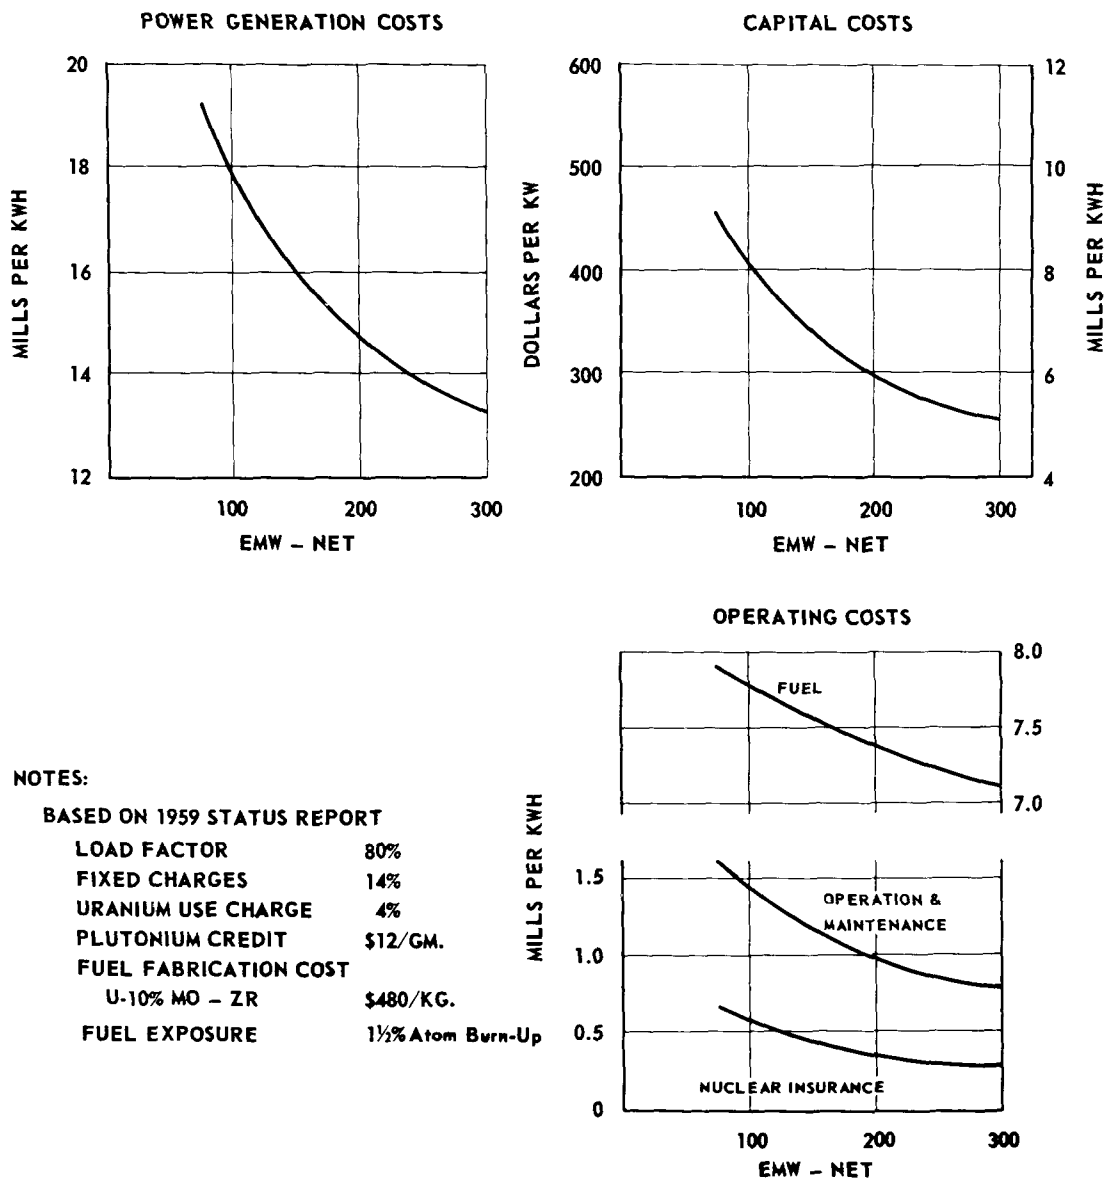 POWER GENERATION COSTS
20
18
16
14
12
MILLS PER KWH
100 200 300
EMW – NET
CAPITAL COSTS
600
500
400
300
200
DOLLARS PER KW
12
10
8
6
4
MILLS PER KWH
100 200 300
EMW – NET
OPERATING COSTS
8.0
7.5
7.0
FUEL
MILLS PER KWH
1.5
1.0
0.5
0
OPERATION &
MAINTENANCE
NUCLEAR INSURANCE
100 200 300
EMW – NET
NOTES:
BASED ON 1959 STATUS REPORT
LOAD FACTOR 80%
FIXED CHARGES 14%
URANIUM USE CHARGE 4%
PLUTONIUM CREDIT $12/GM.
FUEL FABRICATION COST
U-10% MO – ZR $480/KG.
FUEL EXPOSURE 1½% Atom Burn-Up